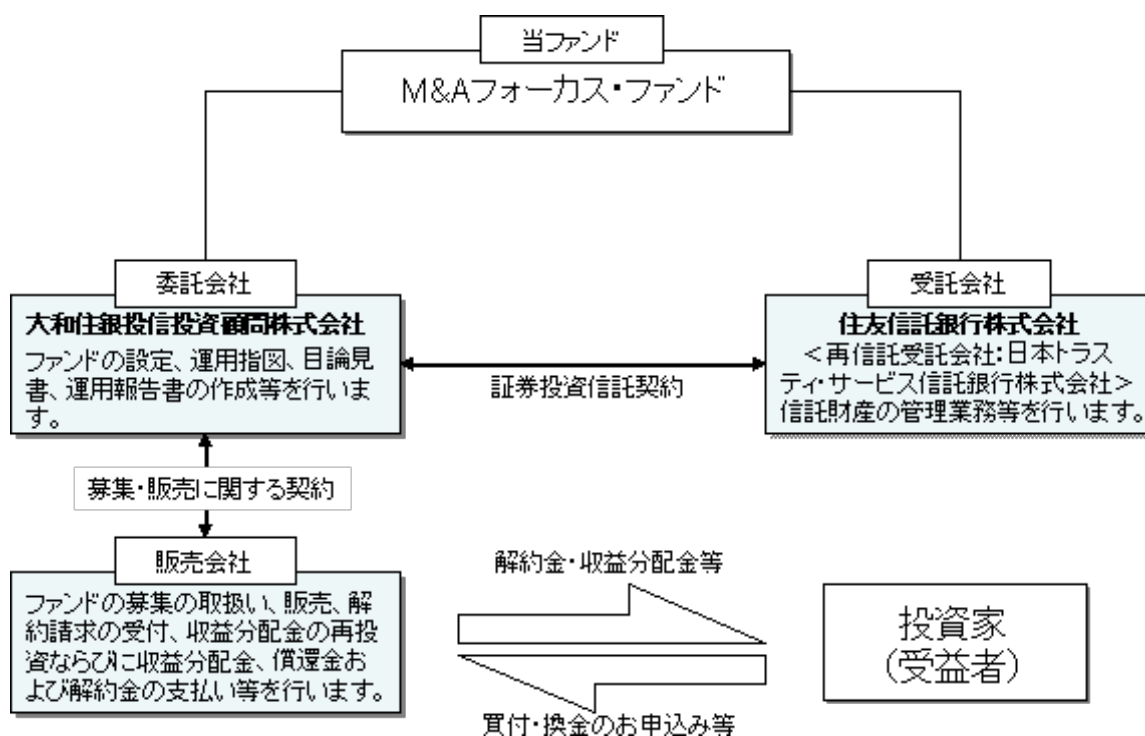 当ファンド
M&Aフォーカス・ファンド
委託会社
大和住銀投信投資顧問株式会社
ファンドの設定、運用指図、目論見
書、運用報告書の作成等を行いま
す。
受託会社
住友信託銀行株式会社
＜再信託受託会社:日本トラス
ティ・サービス信託銀行株式会社＞
信託財産の管理業務等を行います。
証券投資信託契約
募集・販売に関する契約
販売会社
ファンドの募集の取扱い、販売、解
約請求の受付、収益分配金の再投
資ならびに収益分配金、償還金お
よび解約金の支払い等を行います。
解約金・収益分配金等
買付・換金のお申込み等
投資家
(受益者)